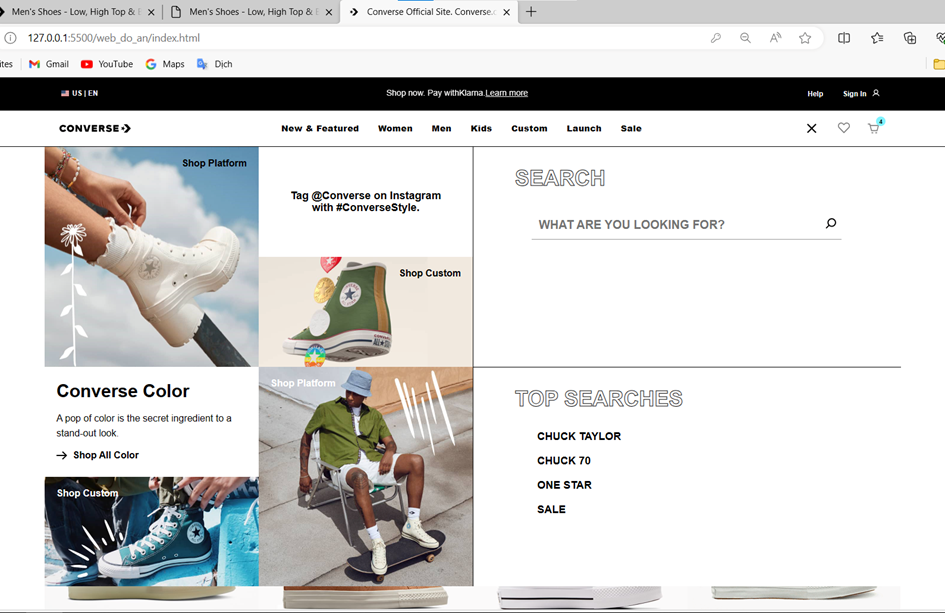 Men's Shoes - Low, High Top &
Men's Shoes - Low, High Top &
Converse Official Site. Converse.c
127.0.0.1:5500/web_do_an/index.html
ites
Gmail
YouTube
Maps
Dịch
US | EN
Shop now. Pay withKlarna.Learn more
Help
Sign In
CONVERSE
New & Featured
Women
Men
Kids
Custom
Launch
Sale
4
Shop Platform
Tag @Converse on Instagram
with #ConverseStyle.
Shop Custom
SEARCH
WHAT ARE YOU LOOKING FOR?
Converse Color
A pop of color is the secret ingredient to a
stand-out look.
Shop All Color
Shop Custom
Shop Platform
TOP SEARCHES
CHUCK TAYLOR
CHUCK 70
ONE STAR
SALE